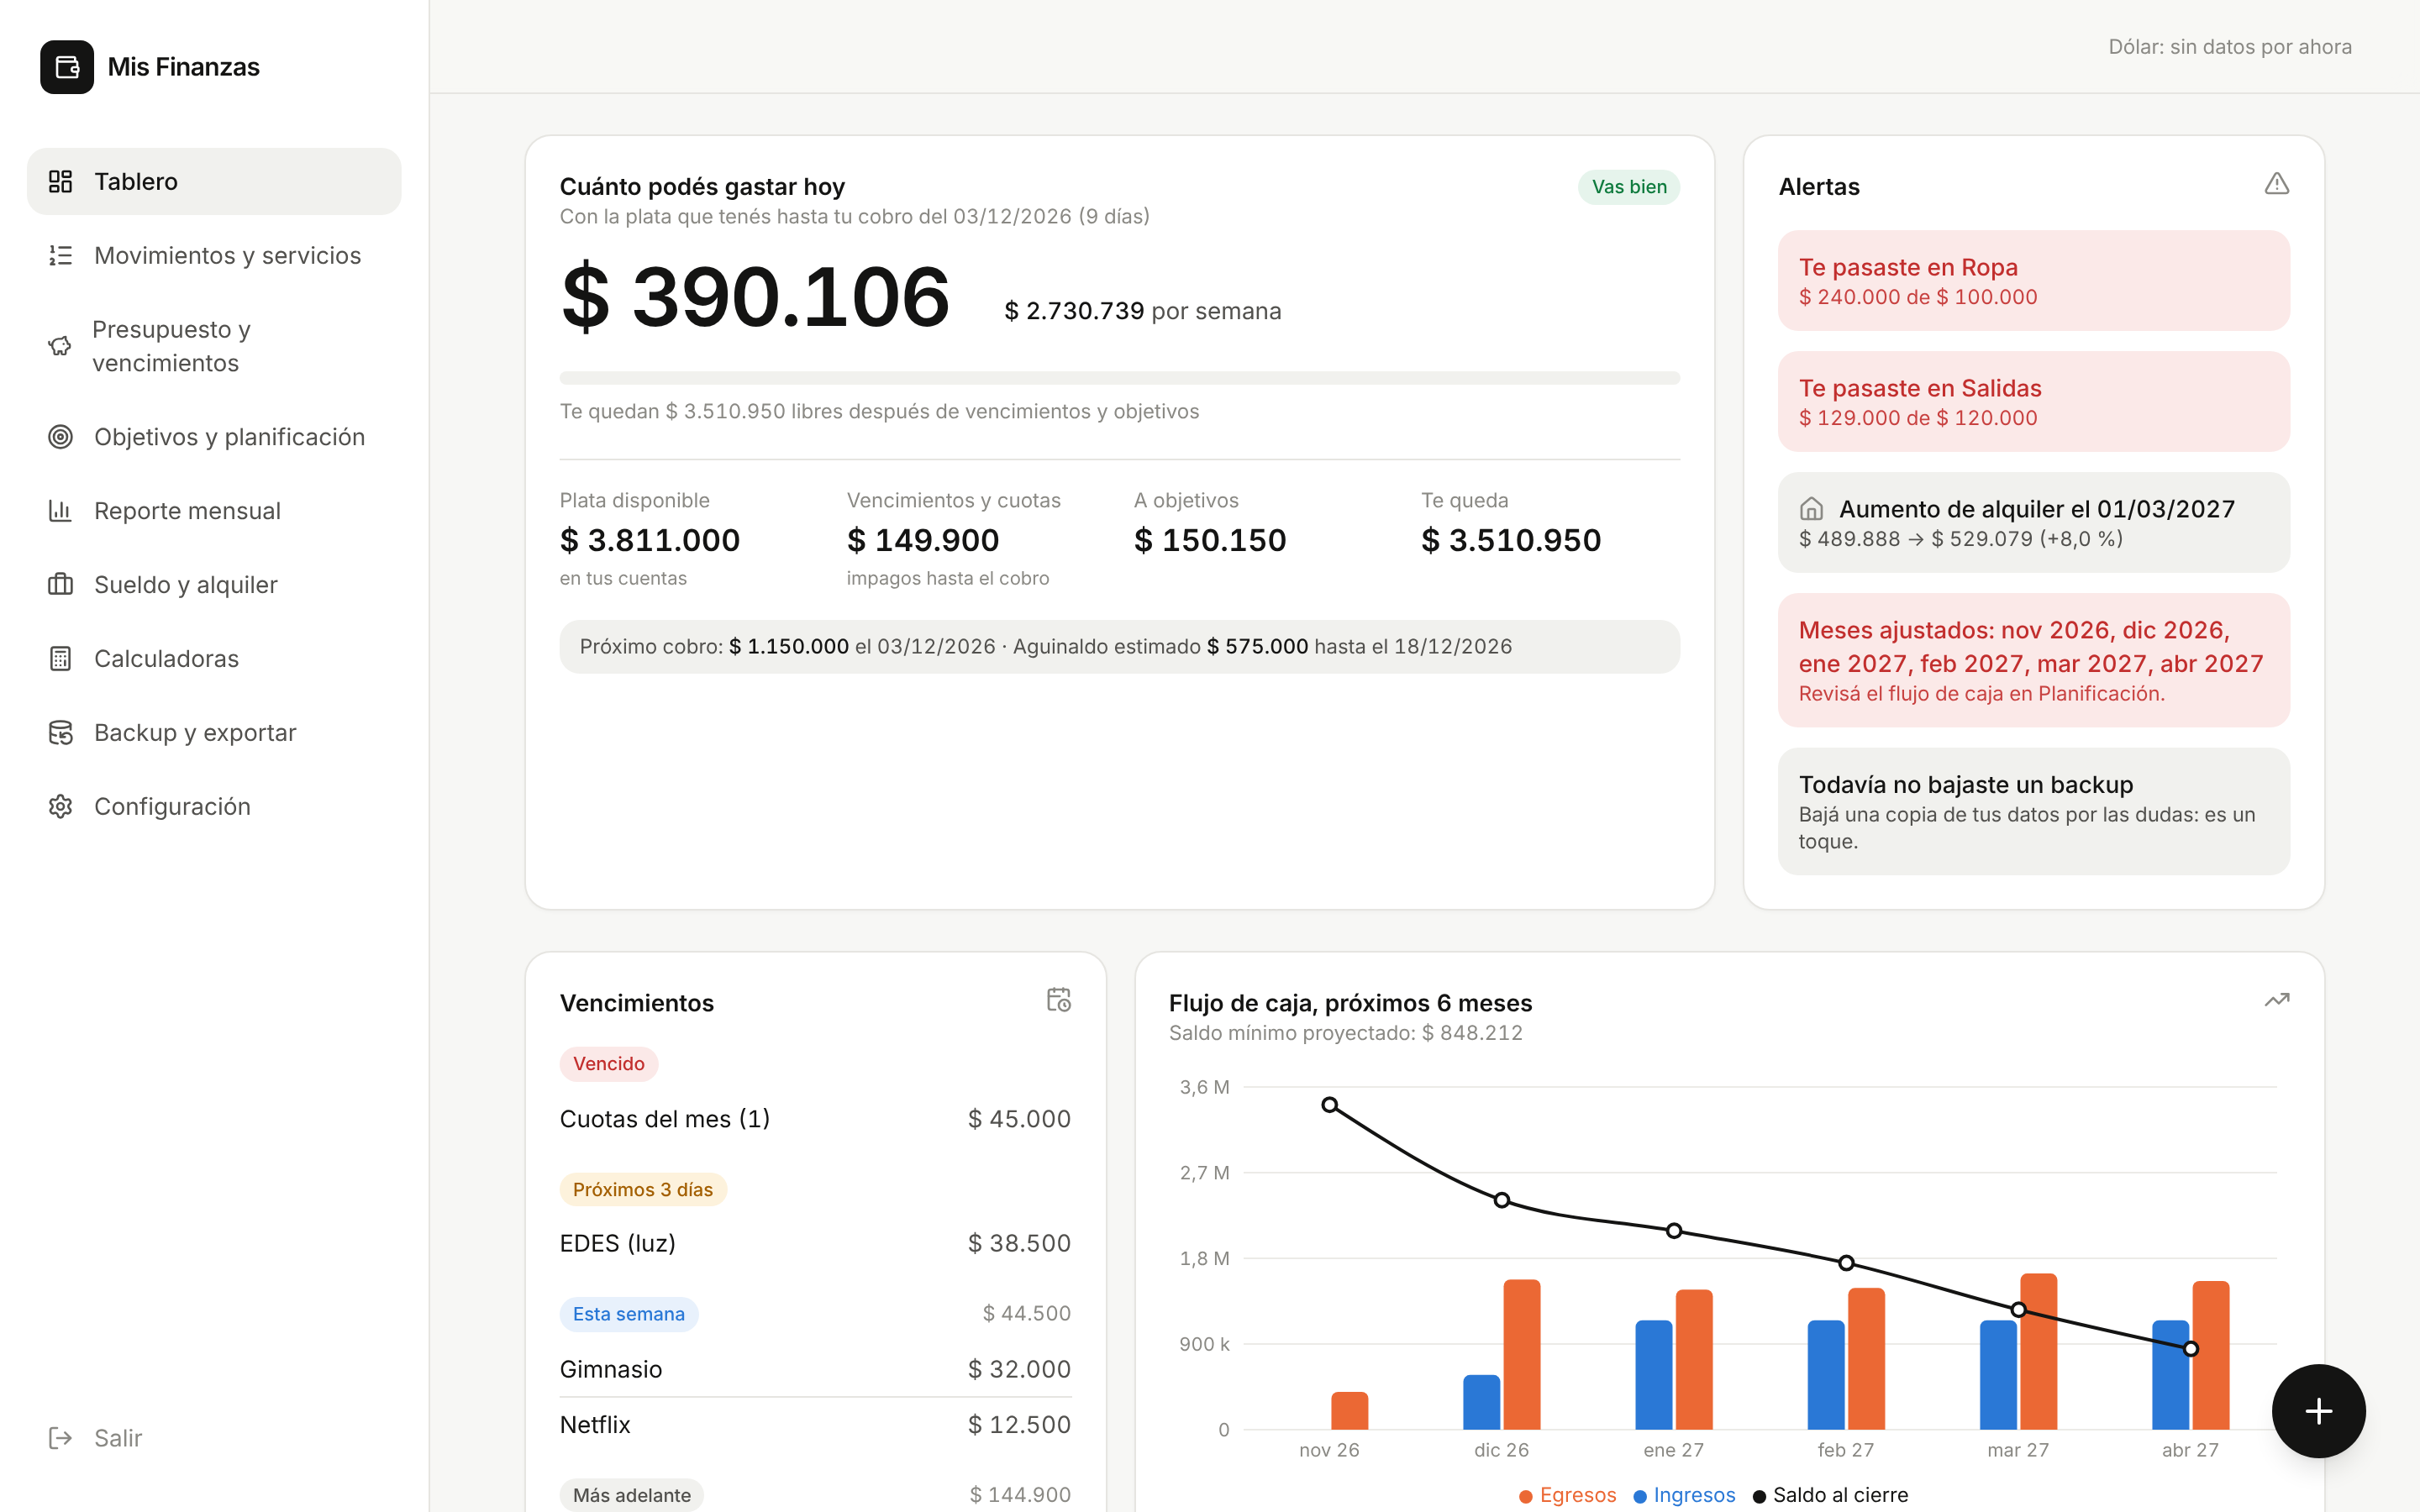 Mis Finanzas
Tablero
Movimientos y servicios
Presupuesto y
vencimientos
Objetivos y planificación
Reporte mensual
Sueldo y alquiler
Calculadoras
Backup y exportar
Configuración
Salir
Dólar: sin datos por ahora
Cuánto podés gastar hoy
Vas bien
Con la plata que tenés hasta tu cobro del 03/12/2026 (9 días)
$ 390.106
$ 2.730.739 por semana
Te quedan $ 3.510.950 libres después de vencimientos y objetivos
Plata disponible
$ 3.811.000
en tus cuentas
Vencimientos y cuotas
$ 149.900
impagos hasta el cobro
A objetivos
$ 150.150
Te queda
$ 3.510.950
Próximo cobro: $ 1.150.000 el 03/12/2026 · Aguinaldo estimado $ 575.000 hasta el 18/12/2026
Alertas
Te pasaste en Ropa
$ 240.000 de $ 100.000
Te pasaste en Salidas
$ 129.000 de $ 120.000
Aumento de alquiler el 01/03/2027
$ 489.888 → $ 529.079 (+8,0 %)
Meses ajustados: nov 2026, dic 2026,
ene 2027, feb 2027, mar 2027, abr 2027
Revisá el flujo de caja en Planificación.
Todavía no bajaste un backup
Bajá una copia de tus datos por las dudas: es un
toque.
Vencimientos
Vencido
Cuotas del mes (1) $ 45.000
Próximos 3 días
EDES (luz) $ 38.500
Esta semana $ 44.500
Gimnasio $ 32.000
Netflix $ 12.500
Más adelante $ 144.900
Flujo de caja, próximos 6 meses
Saldo mínimo proyectado: $ 848.212
3,6 M
2,7 M
1,8 M
900 k
0
nov 26 dic 26 ene 27 feb 27 mar 27 abr 27
Egresos Ingresos Saldo al cierre